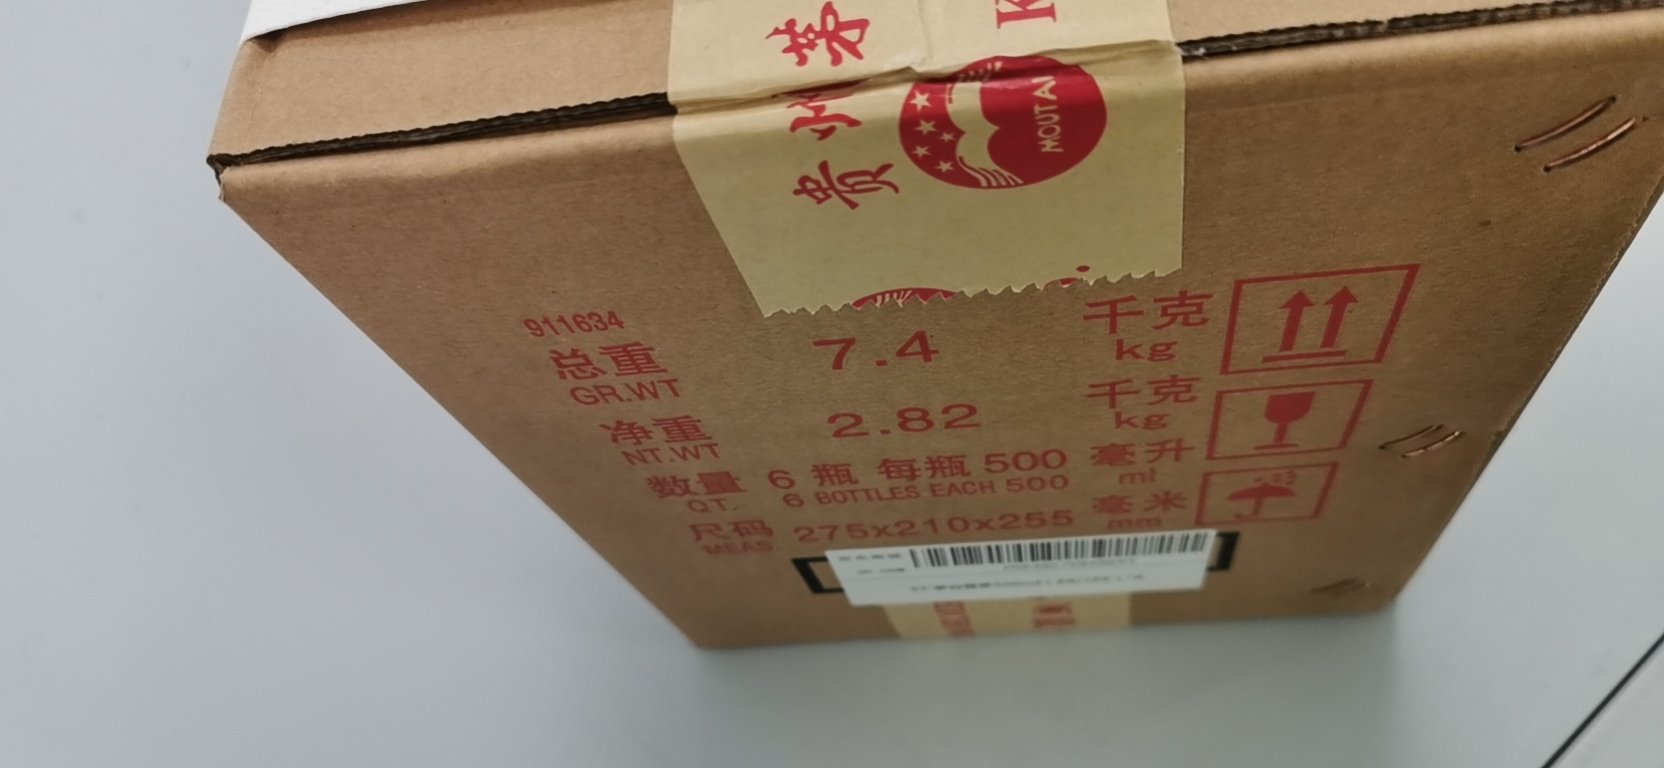 贵州茅
K
MOUTAI
911634
总重 7.4 千克
GR.WT kg
净重 2.82 千克
NT.WT kg
数量 6 瓶 每瓶 500 毫升
QT. 6 BOTTLES EACH 500 ml
尺码 275x210x255 毫米
MEAS mm